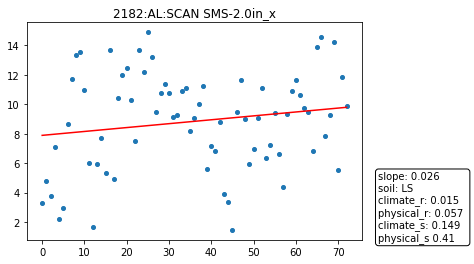 2182:AL:SCAN SMS-2.0in_x
14
12
10
8
6
4
2
0 10 20 30 40 50 60 70
slope: 0.026
soil: LS
climate_r: 0.015
physical_r: 0.057
climate_s: 0.149
physical_s 0.41